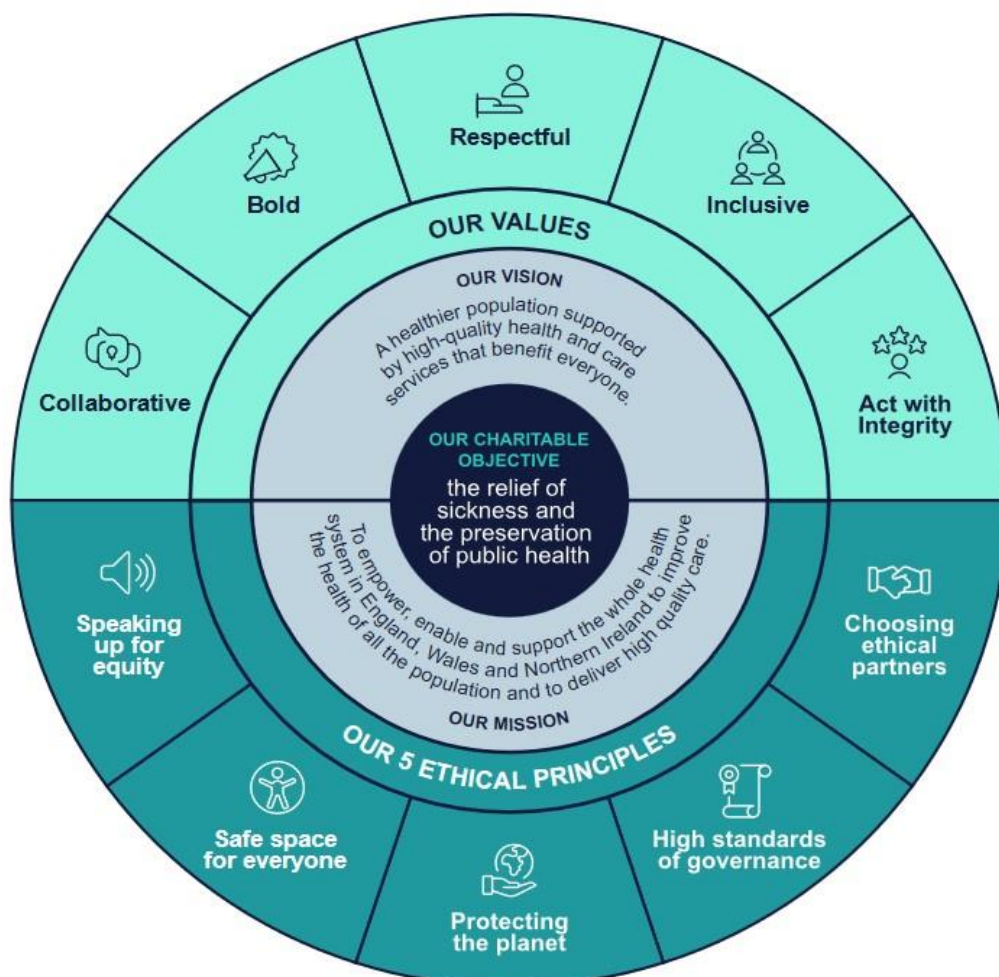 Respectful
Bold
Inclusive
Collaborative
Act with
Integrity
OUR VALUES
OUR VISION
A healthier population supported
by high-quality health and care
services that benefit everyone.
OUR CHARITABLE
OBJECTIVE
the relief of
sickness and
the preservation
of public health
To empower, enable and support the whole health
system in England, Wales and Northern Ireland to improve
the health of all the population and to deliver high quality care.
OUR MISSION
OUR 5 ETHICAL PRINCIPLES
Speaking
up for
equity
Safe space
for everyone
Protecting
the planet
High standards
of governance
Choosing
ethical
partners